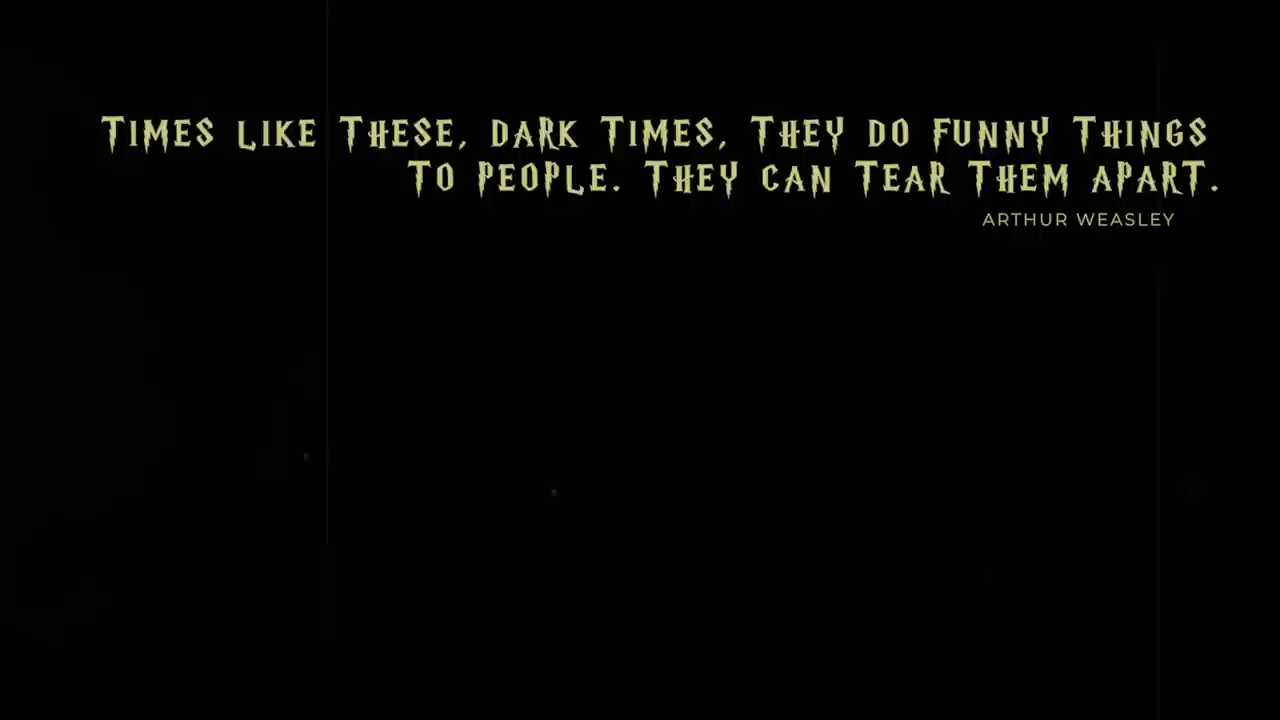 Times like These, dark Times, They do funny Things
To people. They can Tear Them apart.
ARTHUR WEASLEY